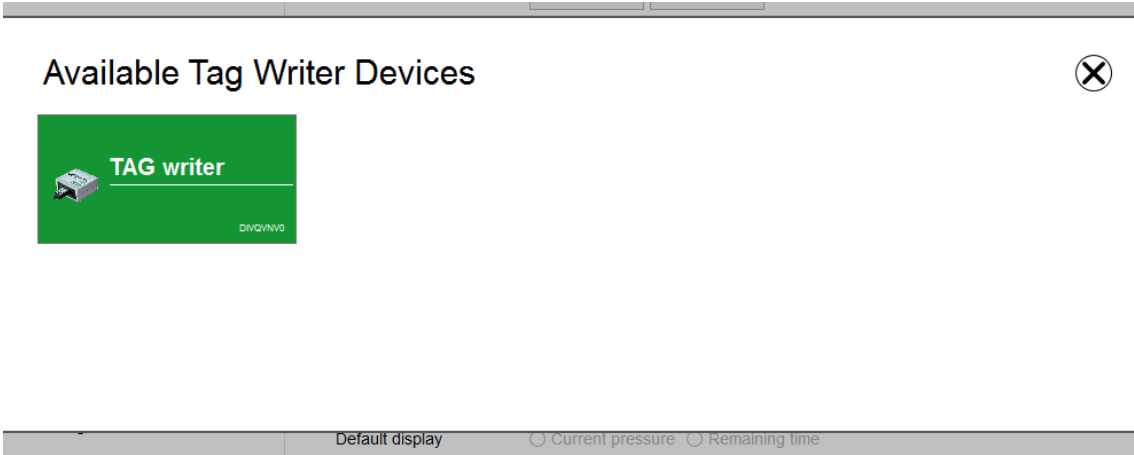 Available Tag Writer Devices
TAG writer
DIVQVNV0
Default display Current pressure Remaining time